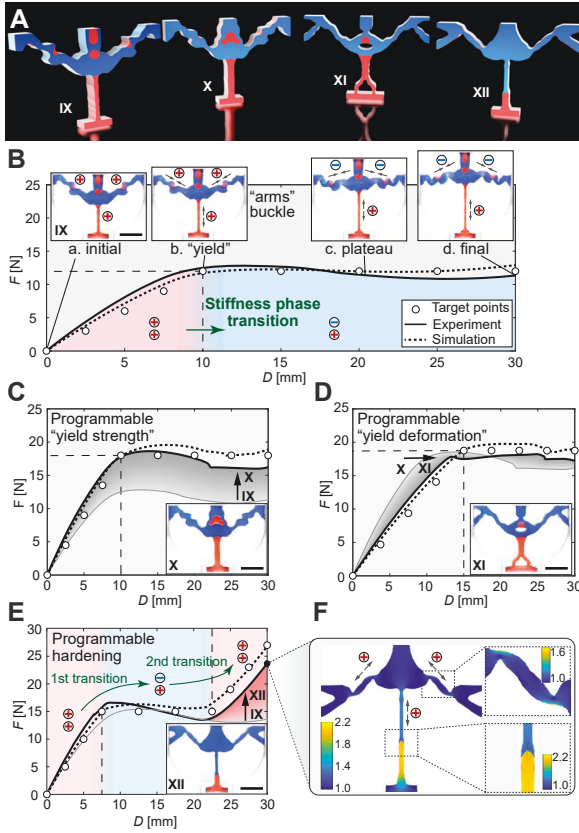 A
IX
X
XI
XII
B
25
20
15
10
5
0
F [N]
IX
a. initial
b. "yield"
"arms"
buckle
c. plateau
d. final
Stiffness phase
transition
Target points
Experiment
Simulation
0 5 10 15 20 25 30
D [mm]
C
Programmable
"yield strength"
25
20
15
10
5
0
F [N]
X
IX
X
0 5 10 15 20 25 30
D [mm]
D
Programmable
"yield deformation"
25
20
15
10
5
0
F [N]
X XI
XI
0 5 10 15 20 25 30
D [mm]
E
Programmable
hardening
30
25
20
15
10
5
0
F [N]
1st transition
2nd transition
XII
IX
XII
0 5 10 15 20 25 30
D [mm]
F
2.2
1.0
1.6
1.0
2.2
1.0